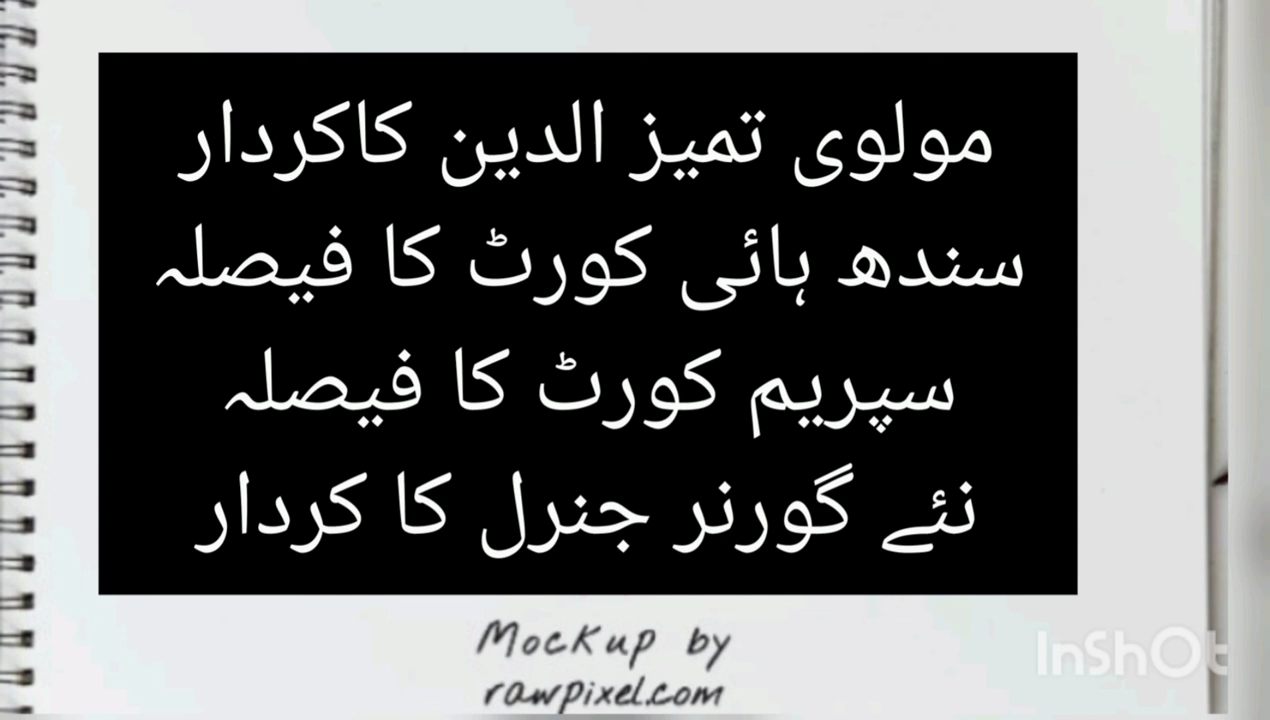 مولوی تمیز الدین کاکردار
سندھ ہائی کورٹ کا فیصلہ
سپریم کورٹ کا فیصلہ
نئے گورنر جنرل کا کردار
Mockup by
rawpixel.com
InShOt